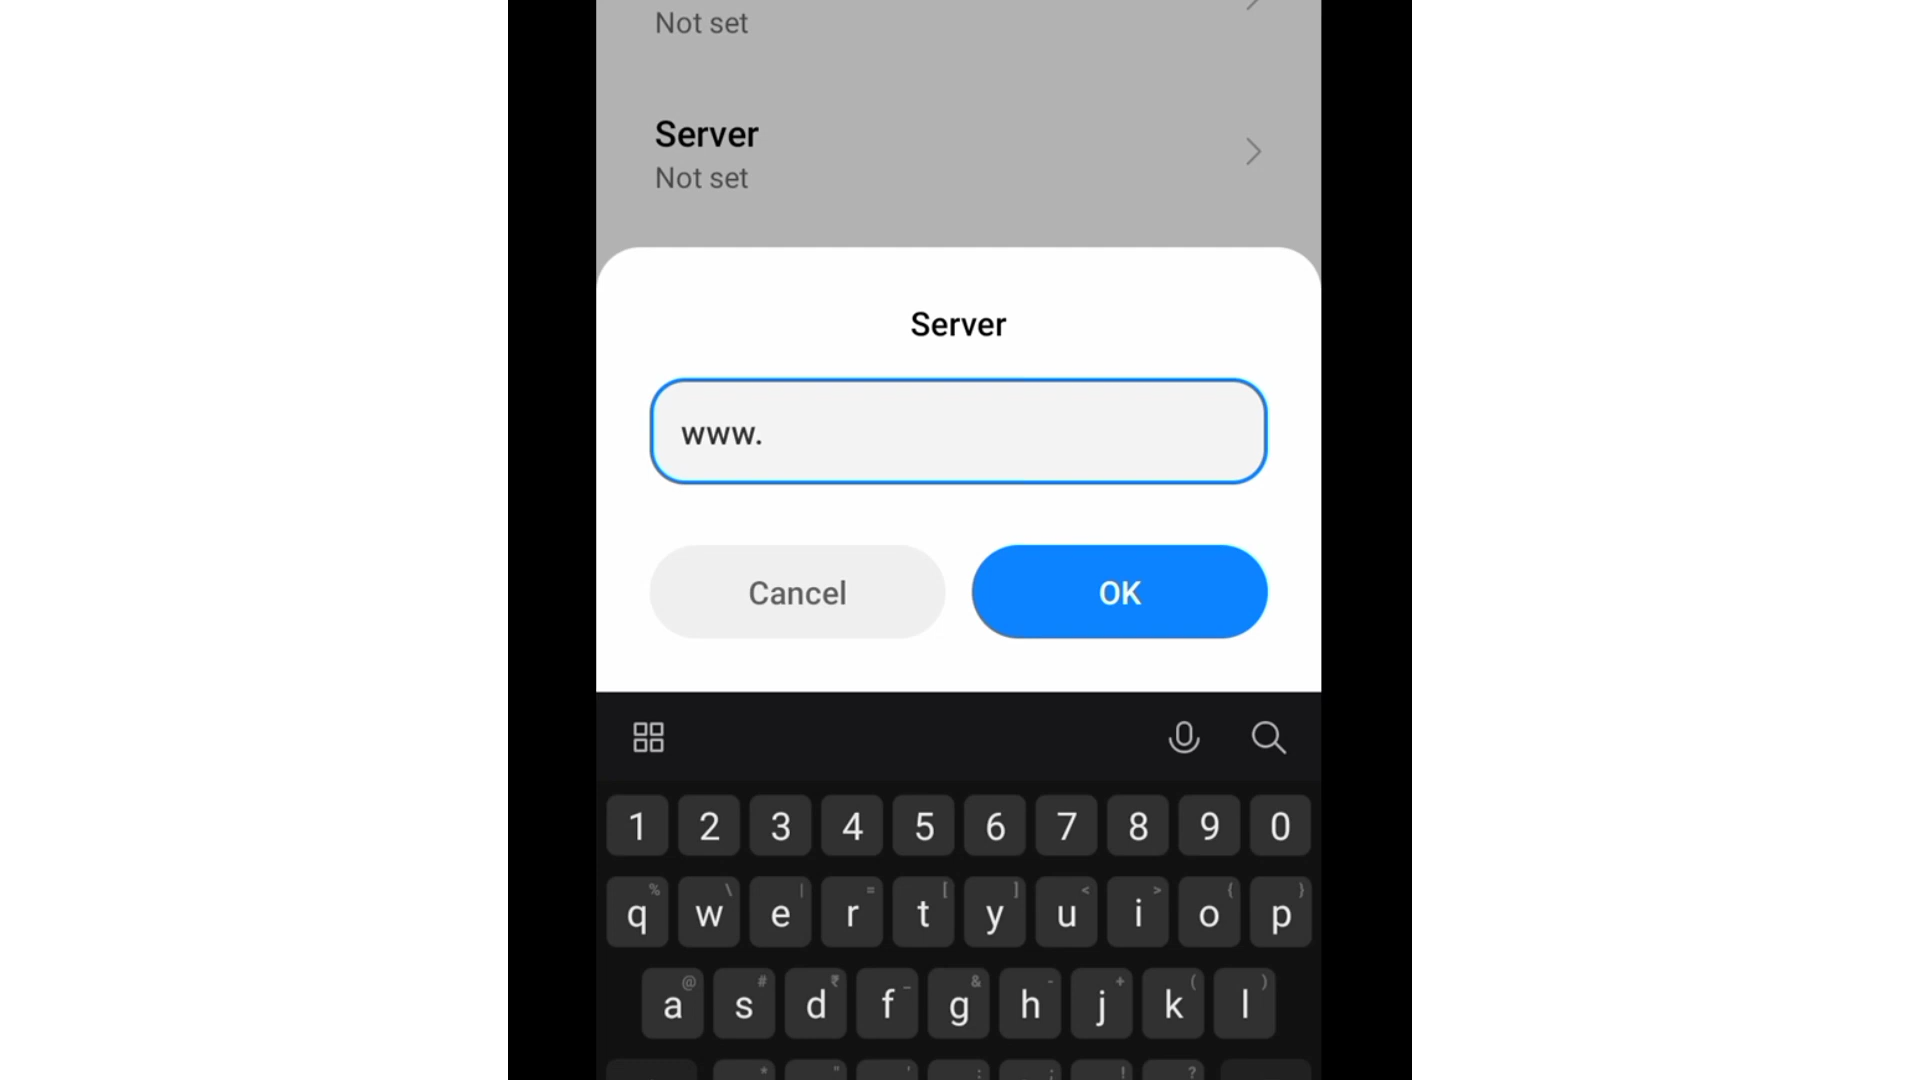 Not set
Server
Not set
Server
www.
Cancel
OK
1 2 3 4 5 6 7 8 9 0
% \ | = [ ] < > { }
q w e r t y u i o p
@ # ₹ _ & - + ( )
a s d f g h j k l
* " ' : ; ! ?